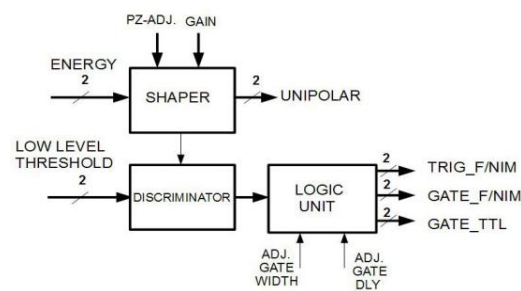 PZ-ADJ. GAIN
ENERGY
2
SHAPER
2
UNIPOLAR
LOW LEVEL
THRESHOLD
2
DISCRIMINATOR
LOGIC
UNIT
2
TRIG_F/NIM
2
GATE_F/NIM
2
GATE_TTL
ADJ.
GATE
WIDTH
ADJ.
GATE
DLY